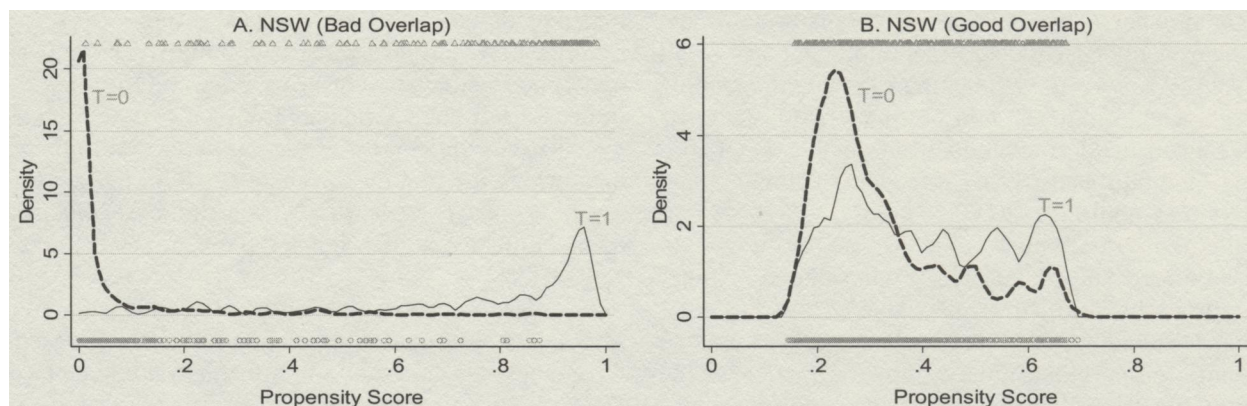 A. NSW (Bad Overlap)
20
15
10
5
0
Density
T=0
T=1
0
.2
.4
.6
.8
1
Propensity Score
B. NSW (Good Overlap)
6
4
2
0
Density
T=0
T=1
0
.2
.4
.6
.8
1
Propensity Score